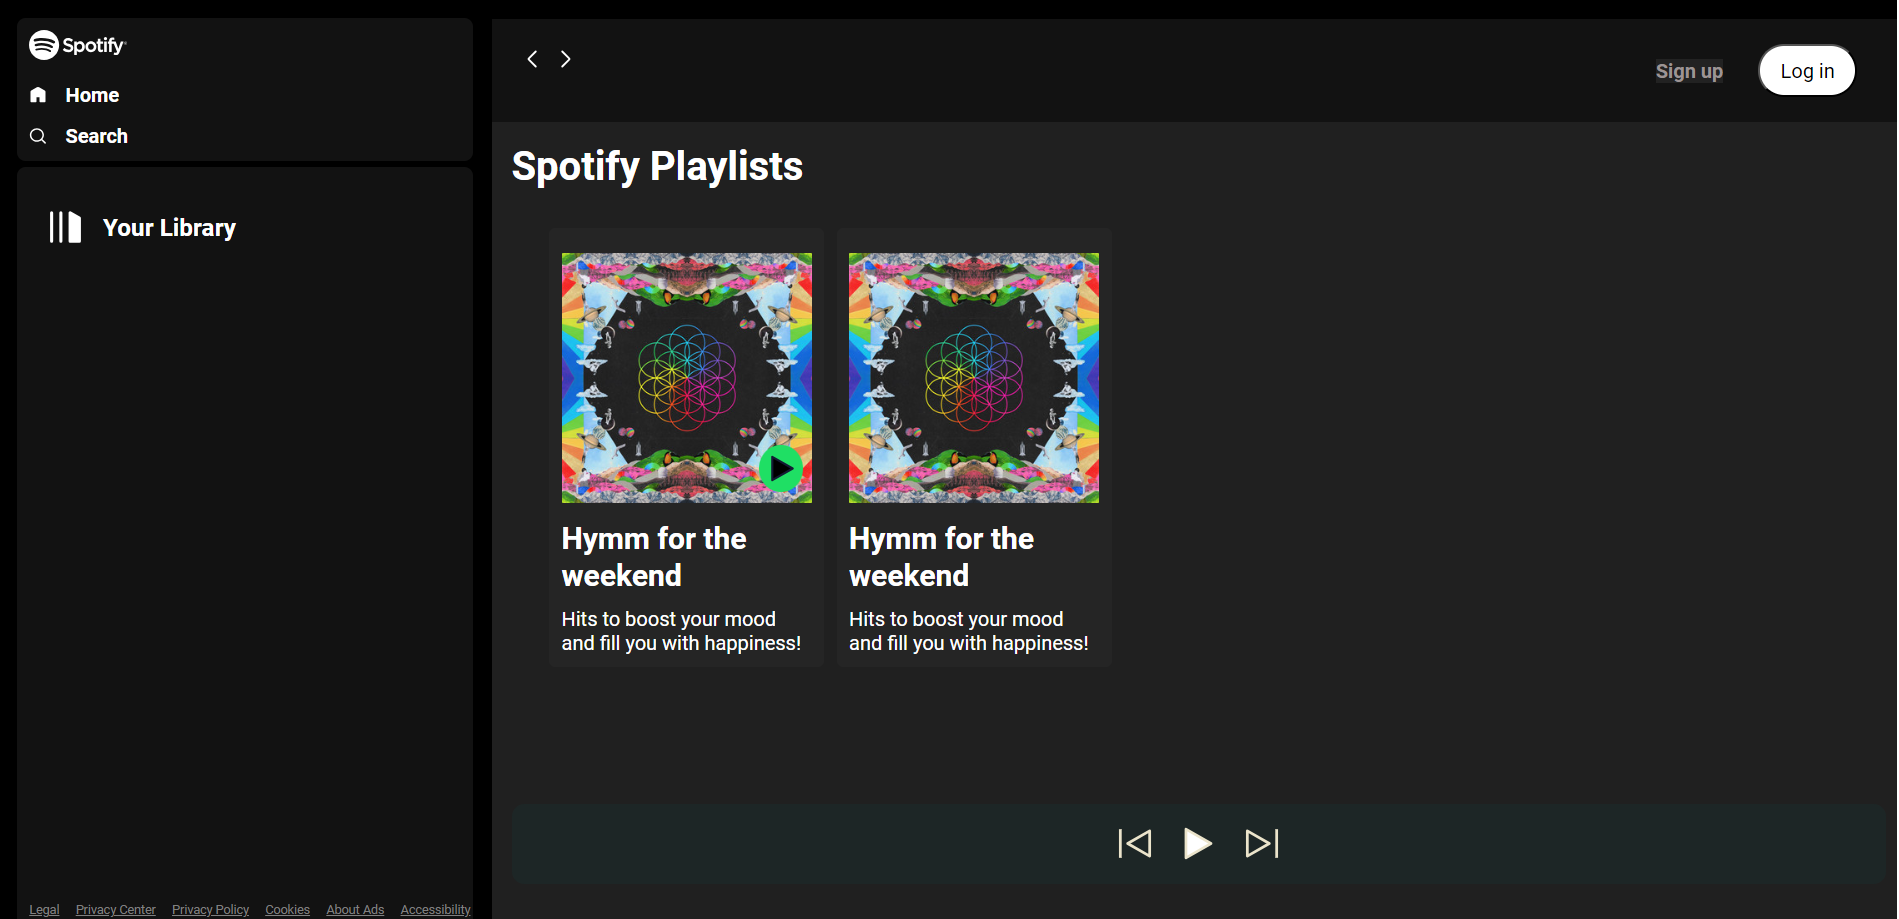 Spotify
Home
Search
Your Library
Legal Privacy Center Privacy Policy Cookies About Ads Accessibility
Sign up Log in
Spotify Playlists
Hymm for the
weekend
Hits to boost your mood
and fill you with happiness!
Hymm for the
weekend
Hits to boost your mood
and fill you with happiness!